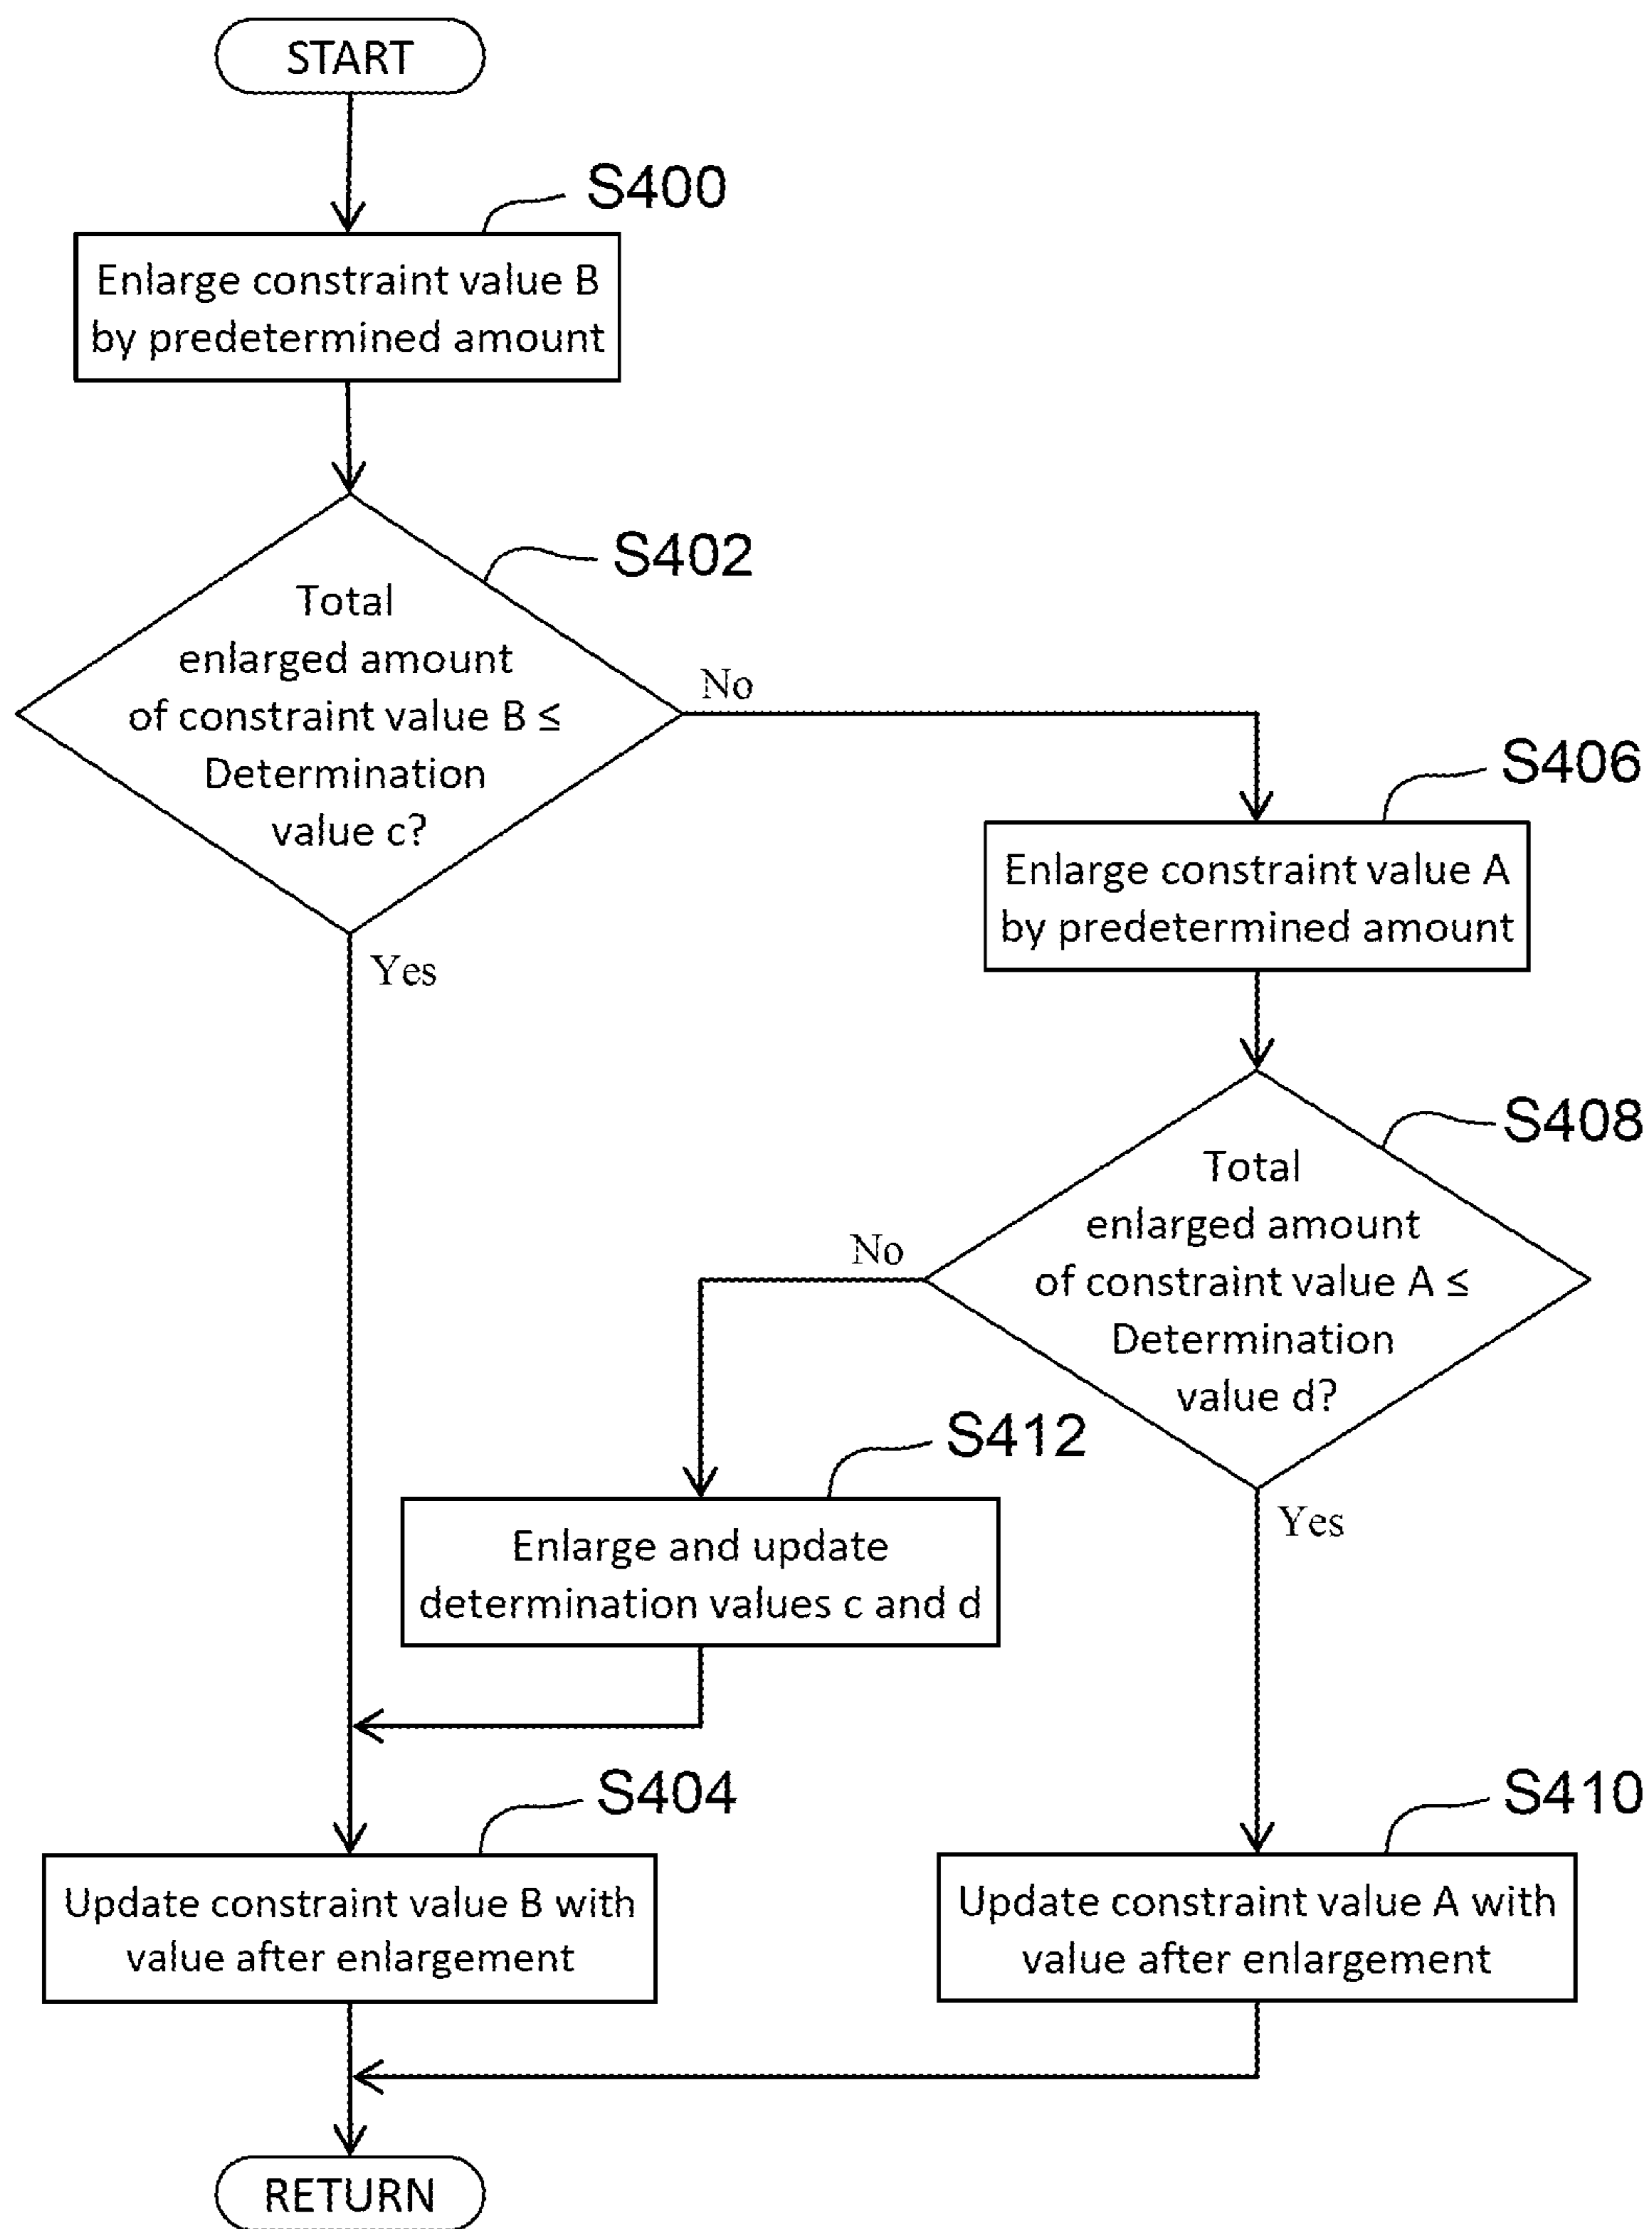 START
S400
Enlarge constraint value B
by predetermined amount
S402
Total
enlarged amount
of constraint value B ≤
Determination
value c?
No
Yes
S406
Enlarge constraint value A
by predetermined amount
S408
Total
enlarged amount
of constraint value A ≤
Determination
value d?
No
Yes
S412
Enlarge and update
determination values c and d
S404
Update constraint value B with
value after enlargement
S410
Update constraint value A with
value after enlargement
RETURN